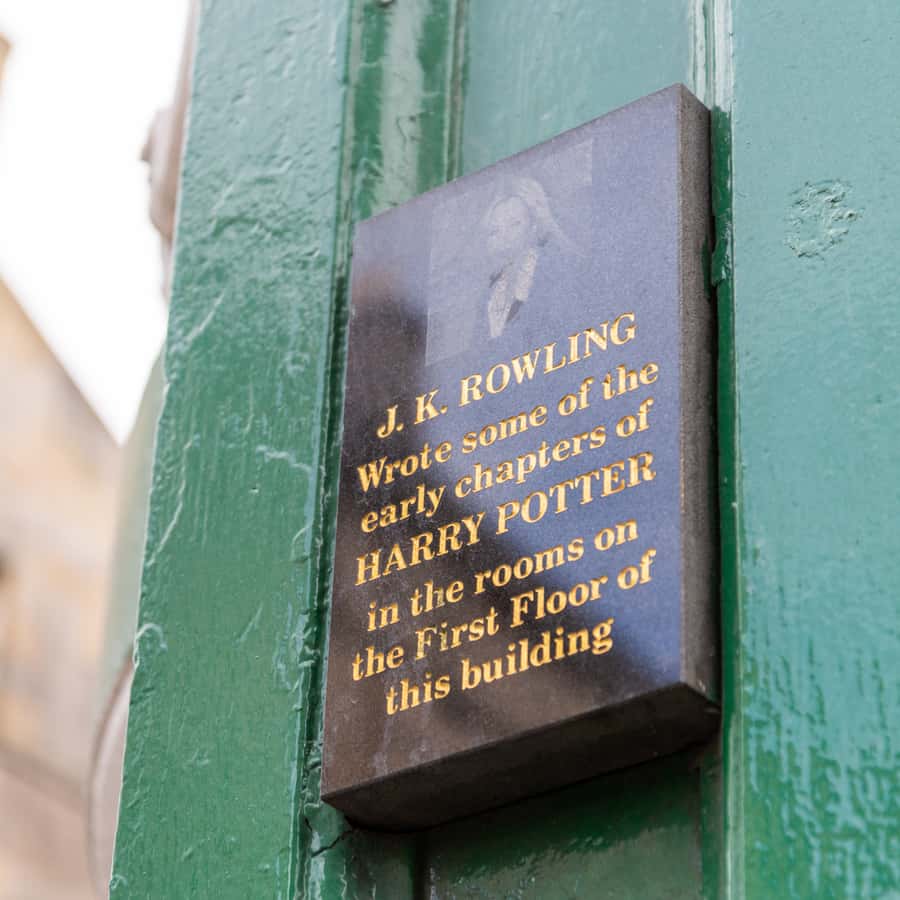 J. K. ROWLING
Wrote some of the
early chapters of
HARRY POTTER
in the rooms on
the First Floor of
this building